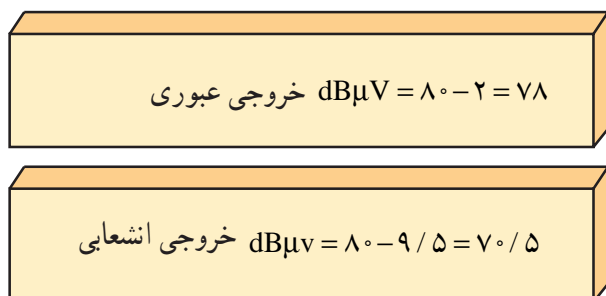 خروجی عبوری dBµV = ۸۰ − ۲ = ۷۸
خروجی انشعابی dBµv = ۸۰ − ۹ / ۵ = ۷۰ / ۵